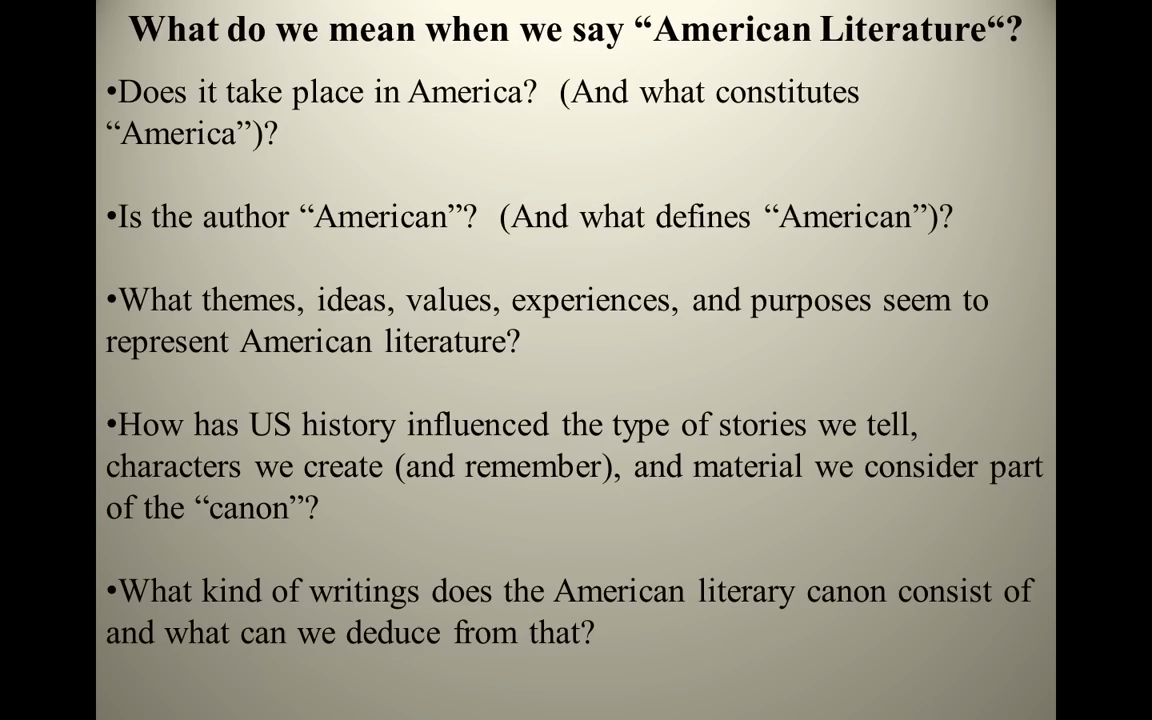 What do we mean when we say “American Literature“?
•Does it take place in America? (And what constitutes
“America”)?
•Is the author “American”? (And what defines “American”)?
•What themes, ideas, values, experiences, and purposes seem to
represent American literature?
•How has US history influenced the type of stories we tell,
characters we create (and remember), and material we consider part
of the “canon”?
•What kind of writings does the American literary canon consist of
and what can we deduce from that?